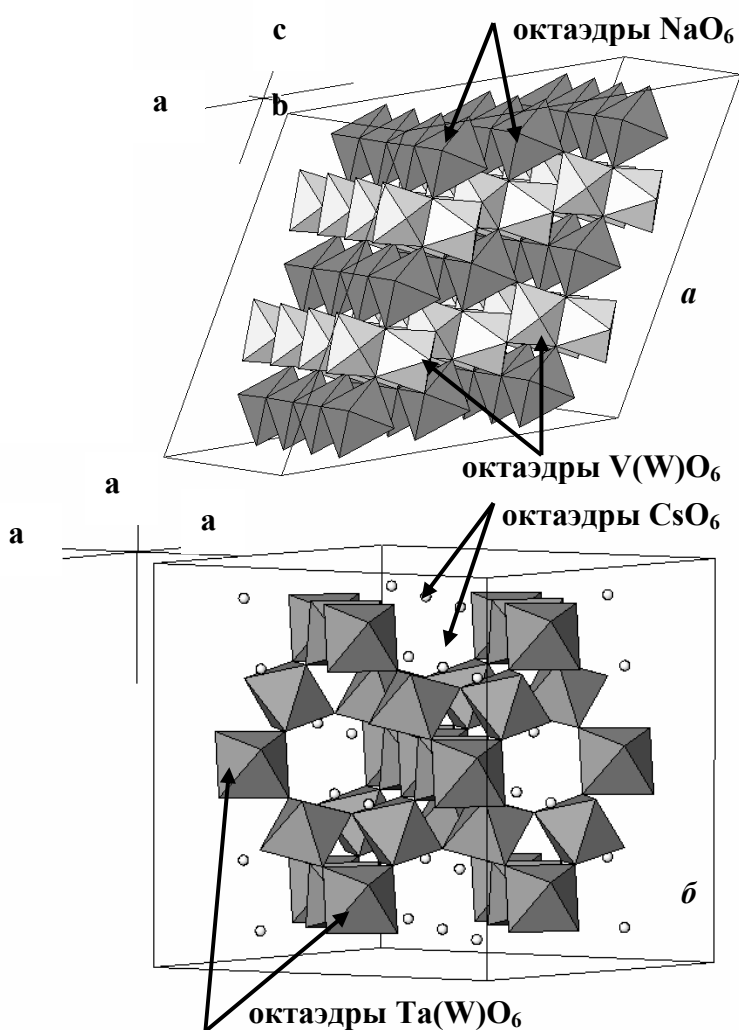 c
октаэдры NaO₆
a
b
а
октаэдры V(W)O₆
a
октаэдры CsO₆
a
a
б
октаэдры Ta(W)O₆